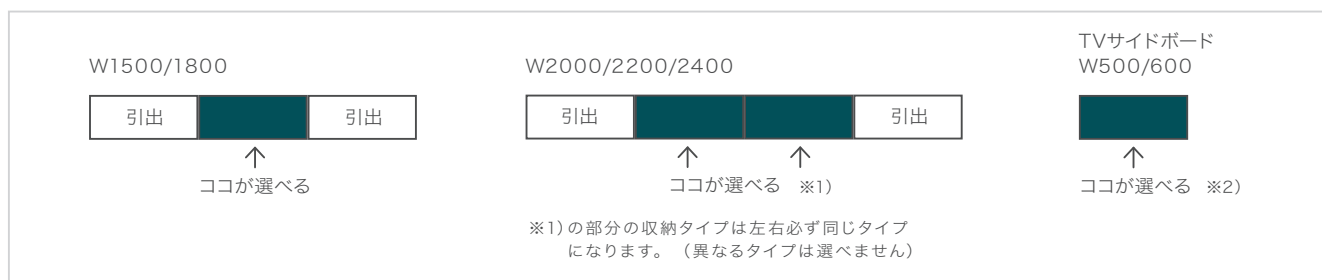 W1500/1800
引出
引出
ココが選べる
W2000/2200/2400
引出
引出
ココが選べる ※1)
※1)の部分の収納タイプは左右必ず同じタイプ
になります。（異なるタイプは選べません）
TVサイドボード
W500/600
ココが選べる ※2)